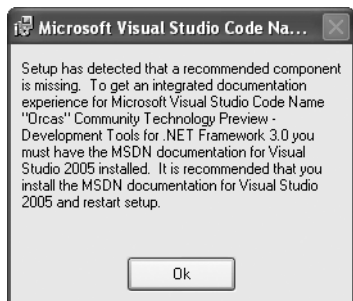 Microsoft Visual Studio Code Na...
Setup has detected that a recommended component
is missing. To get an integrated documentation
experience for Microsoft Visual Studio Code Name
"Orcas" Community Technology Preview -
Development Tools for .NET Framework 3.0 you
must have the MSDN documentation for Visual
Studio 2005 installed. It is recommended that you
install the MSDN documentation for Visual Studio
2005 and restart setup.
Ok